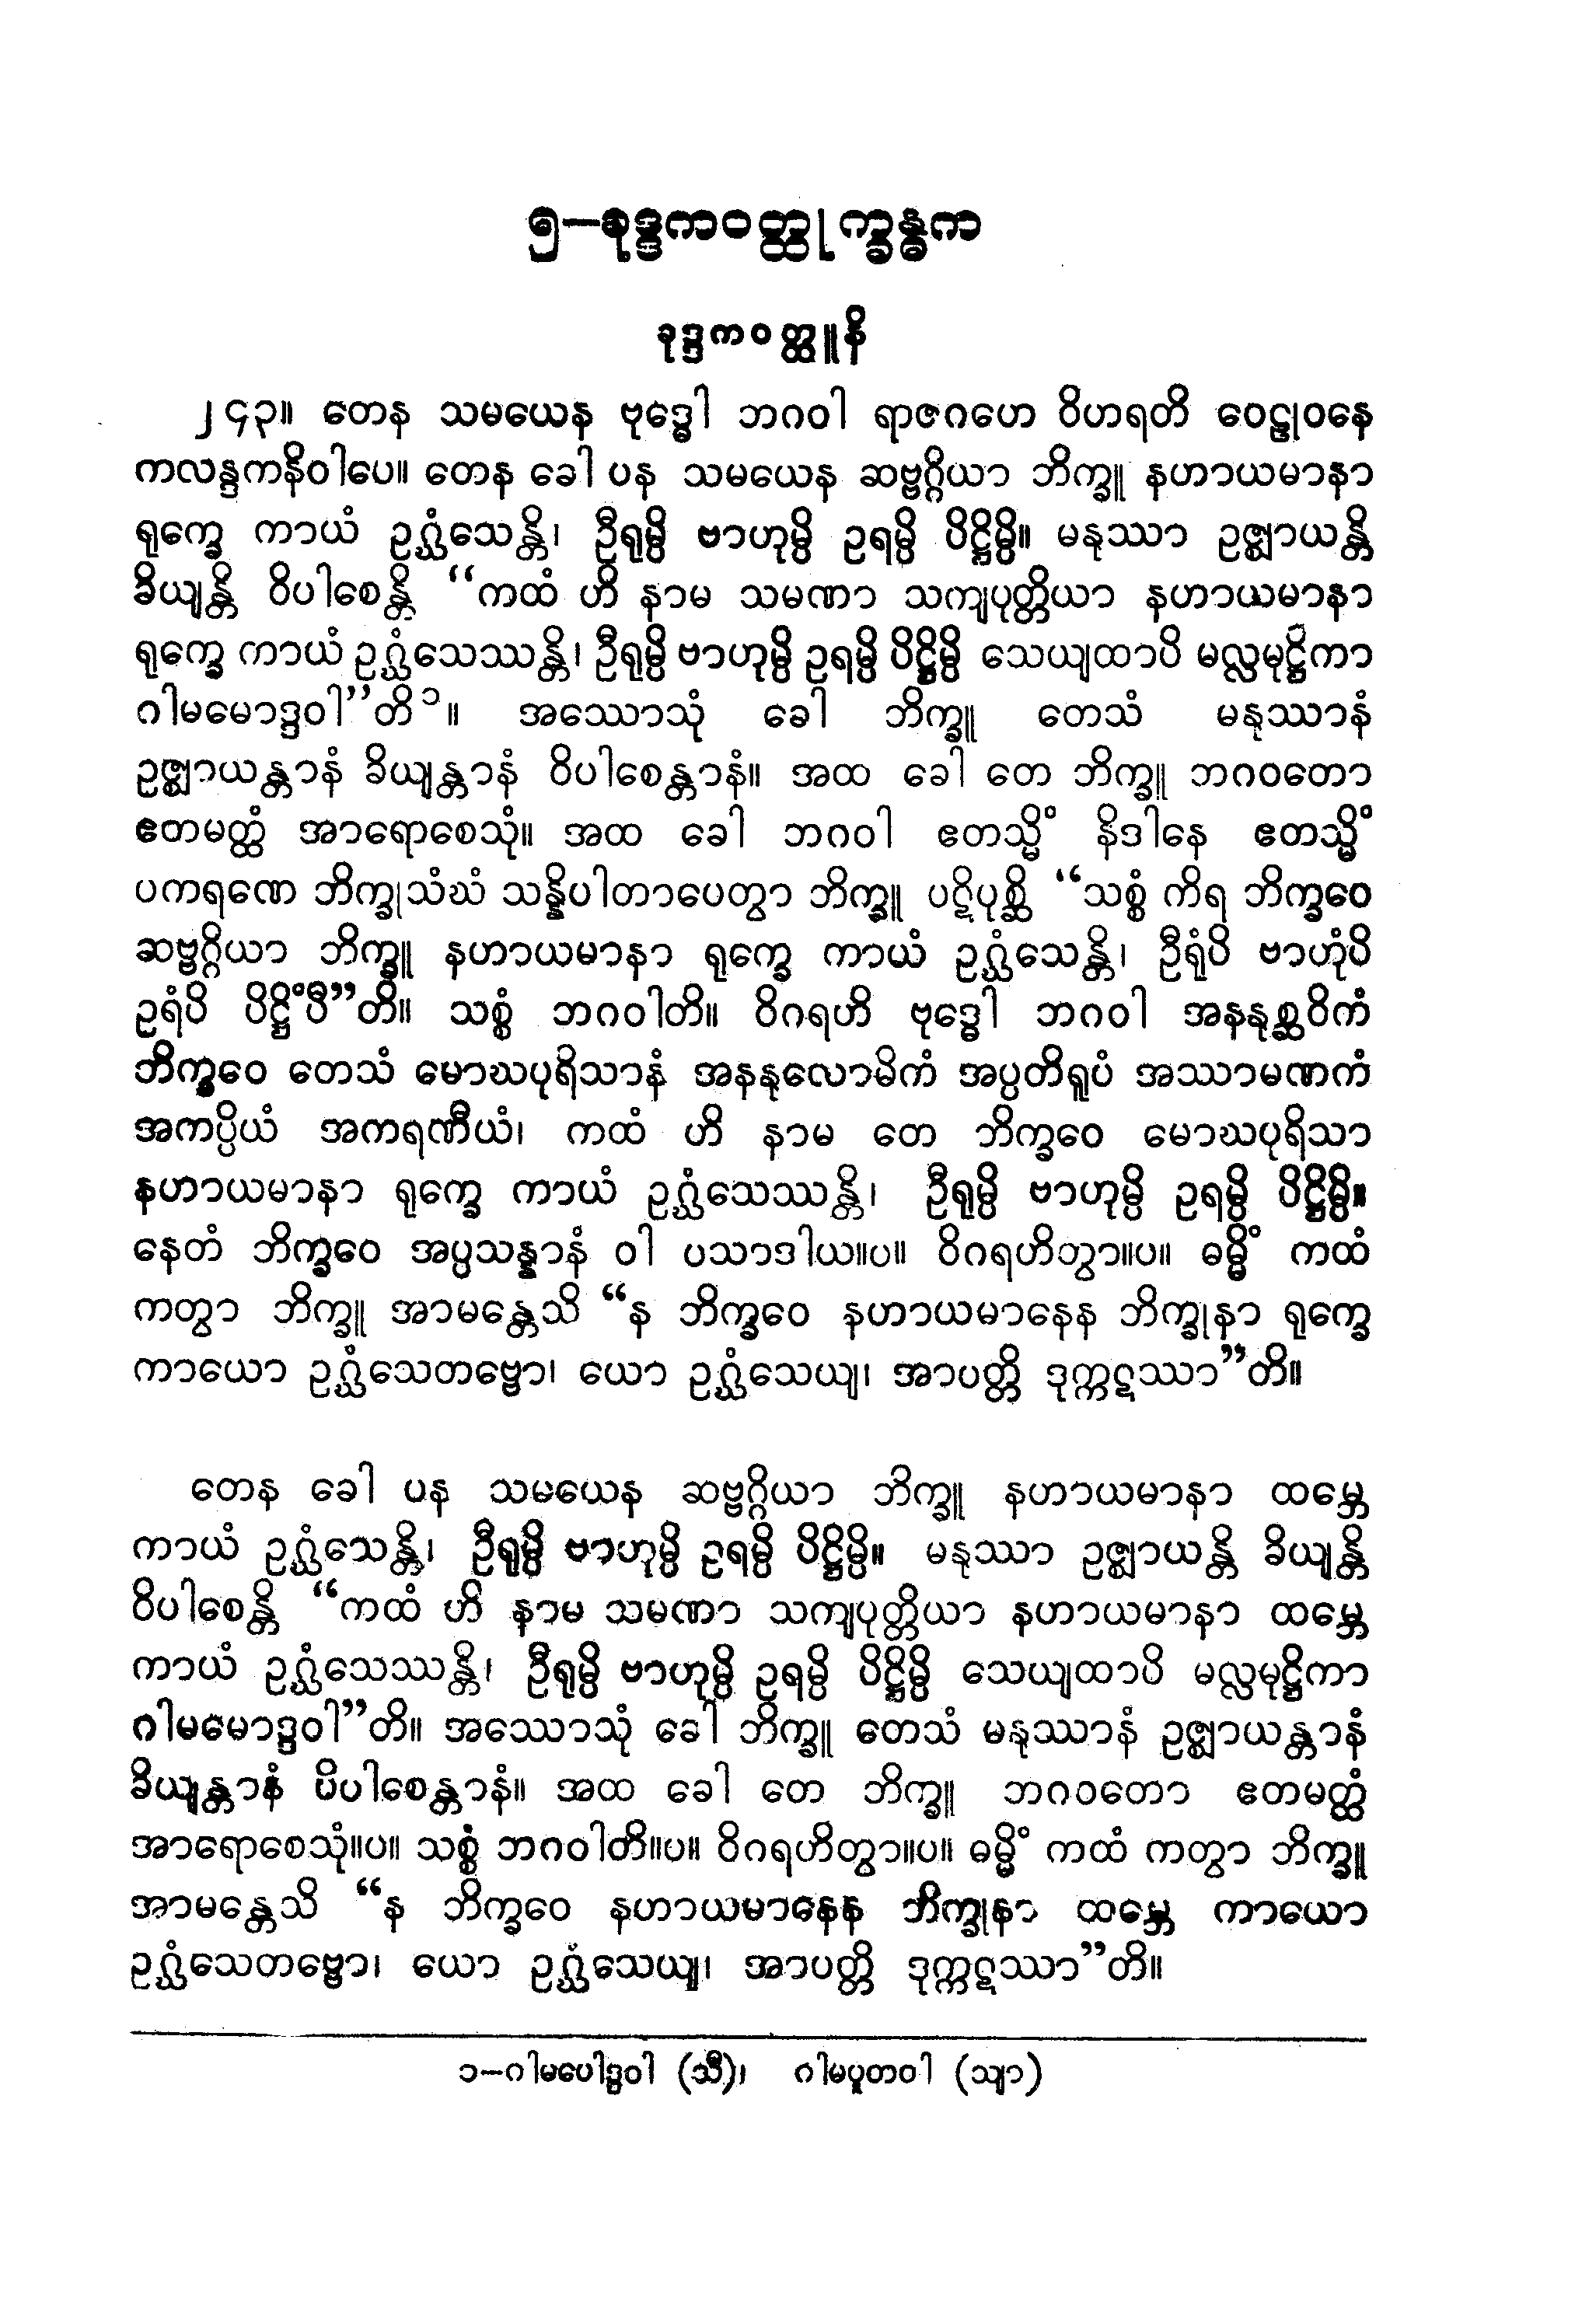 ၅–ခုဒ္ဒကဝတ္ထုက္ခန္ဓက
ခုဒ္ဒကဝတ္ထူနိ
၂၄၃။ တေန သမယေန ဗုဒ္ဓေါ ဘဂဝါ ရာဇဂဟေ ဝိဟရတိ ဝေဠုဝနေ
ကလန္ဒကနိဝါပေ။ တေန ခေါ ပန သမယေန ဆဗ္ဗဂ္ဂိယာ ဘိက္ခူ နဟာယမာနာ
ရုက္ခေ ကာယံ ဥဂ္ဃံသေန္တိ၊ ဦရုမ္ပိ ဗာဟုမ္ပိ ဥရမ္ပိ ပိဋ္ဌိမ္ပိ။ မနုဿာ ဥဇ္ဈာယန္တိ
ခိယျန္တိ ဝိပါစေန္တိ “ကထံ ဟိ နာမ သမဏာ သကျပုတ္တိယာ နဟာယမာနာ
ရုက္ခေ ကာယံ ဥဂ္ဃံသေဿန္တိ၊ ဦရုမ္ပိ ဗာဟုမ္ပိ ဥရမ္ပိ ပိဋ္ဌိမ္ပိ သေယျထာပိ မလ္လမုဋ္ဌိကာ
ဂါမမောဒ္ဒဝါ”တိ၁။ အဿောသုံ ခေါ ဘိက္ခူ တေသံ မနုဿာနံ
ဥဇ္ဈာယန္တာနံ ခိယျန္တာနံ ဝိပါစေန္တာနံ။ အထ ခေါ တေ ဘိက္ခူ ဘဂဝတော
ဧတမတ္ထံ အာရောစေသုံ။ အထ ခေါ ဘဂဝါ ဧတသ္မိံ နိဒါနေ ဧတသ္မိံ
ပကရဏေ ဘိက္ခုသံဃံ သန္နိပါတာပေတွာ ဘိက္ခူ ပဋိပုစ္ဆိ “သစ္စံ ကိရ ဘိက္ခဝေ
ဆဗ္ဗဂ္ဂိယာ ဘိက္ခူ နဟာယမာနာ ရုက္ခေ ကာယံ ဥဂ္ဃံသေန္တိ၊ ဦရုံပိ ဗာဟုံပိ
ဥရံပိ ပိဋ္ဌိံပီ”တိ။ သစ္စံ ဘဂဝါတိ။ ဝိဂရဟိ ဗုဒ္ဓေါ ဘဂဝါ အနနုစ္ဆဝိကံ
ဘိက္ခဝေ တေသံ မောဃပုရိသာနံ အနနုလောမိကံ အပ္ပတိရူပံ အဿာမဏကံ
အကပ္ပိယံ အကရဏီယံ၊ ကထံ ဟိ နာမ တေ ဘိက္ခဝေ မောဃပုရိသာ
နဟာယမာနာ ရုက္ခေ ကာယံ ဥဂ္ဃံသေဿန္တိ၊ ဦရုမ္ပိ ဗာဟုမ္ပိ ဥရမ္ပိ ပိဋ္ဌိမ္ပိ။
နေတံ ဘိက္ခဝေ အပ္ပသန္နာနံ ဝါ ပသာဒါယ။ပ။ ဝိဂရဟိတွာ။ပ။ ဓမ္မိံ ကထံ
ကတွာ ဘိက္ခူ အာမန္တေသိ “န ဘိက္ခဝေ နဟာယမာနေန ဘိက္ခုနာ ရုက္ခေ
ကာယော ဥဂ္ဃံသေတဗ္ဗော၊ ယော ဥဂ္ဃံသေယျ၊ အာပတ္တိ ဒုက္ကဋဿာ”တိ။
တေန ခေါ ပန သမယေန ဆဗ္ဗဂ္ဂိယာ ဘိက္ခူ နဟာယမာနာ ထမ္ဘေ
ကာယံ ဥဂ္ဃံသေန္တိ၊ ဦရုမ္ပိ ဗာဟုမ္ပိ ဥရမ္ပိ ပိဋ္ဌိမ္ပိ။ မနုဿာ ဥဇ္ဈာယန္တိ ခိယျန္တိ
ဝိပါစေန္တိ “ကထံ ဟိ နာမ သမဏာ သကျပုတ္တိယာ နဟာယမာနာ ထမ္ဘေ
ကာယံ ဥဂ္ဃံသေဿန္တိ၊ ဦရုမ္ပိ ဗာဟုမ္ပိ ဥရမ္ပိ ပိဋ္ဌိမ္ပိ သေယျထာပိ မလ္လမုဋ္ဌိကာ
ဂါမမောဒ္ဒဝါ”တိ။ အဿောသုံ ခေါ ဘိက္ခူ တေသံ မနုဿာနံ ဥဇ္ဈာယန္တာနံ
ခိယျန္တာနံ ဝိပါစေန္တာနံ။ အထ ခေါ တေ ဘိက္ခူ ဘဂဝတော ဧတမတ္ထံ
အာရောစေသုံ။ပ။ သစ္စံ ဘဂဝါတိ။ပ။ ဝိဂရဟိတွာ။ပ။ ဓမ္မိံ ကထံ ကတွာ ဘိက္ခူ
အာမန္တေသိ “န ဘိက္ခဝေ နဟာယမာနေန ဘိက္ခုနာ ထမ္ဘေ ကာယော
ဥဂ္ဃံသေတဗ္ဗော၊ ယော ဥဂ္ဃံသေယျ၊ အာပတ္တိ ဒုက္ကဋဿာ”တိ။
၁–ဂါမပေါဒ္ဒဝါ (သီ)၊ ဂါမပူတဝါ (သျာ)